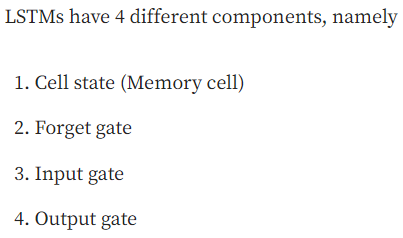 LSTMs have 4 different components, namely
1. Cell state (Memory cell)
2. Forget gate
3. Input gate
4. Output gate